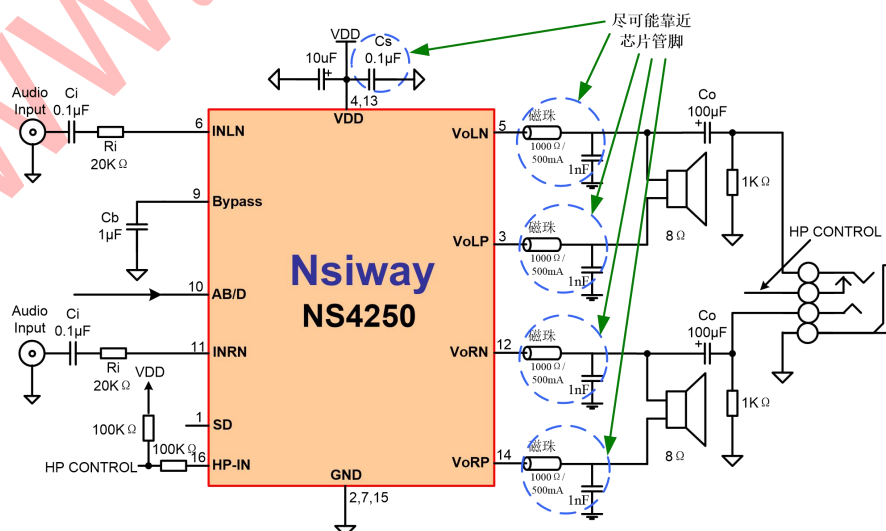 尽可能靠近
芯片管脚
VDD
Cs
10uF
+
0.1μF
4,13
VDD
Audio
Input
Ci
0.1μF
Ri
20KΩ
6
INLN
9
Bypass
Cb
1μF
10
AB/D
Audio
Input
Ci
0.1μF
Ri
20KΩ
11
INRN
VDD
100KΩ
1
SD
100KΩ
16
HP-IN
HP CONTROL
Nsiway
NS4250
GND
2,7,15
VoLN
5
磁珠
1000Ω/
500mA
1nF
VoLP
3
磁珠
1000Ω/
500mA
1nF
8Ω
Co
100μF
+
1KΩ
HP CONTROL
VoRN
12
磁珠
1000Ω/
500mA
1nF
VoRP
14
磁珠
1000Ω/
500mA
1nF
8Ω
Co
100μF
+
1KΩ